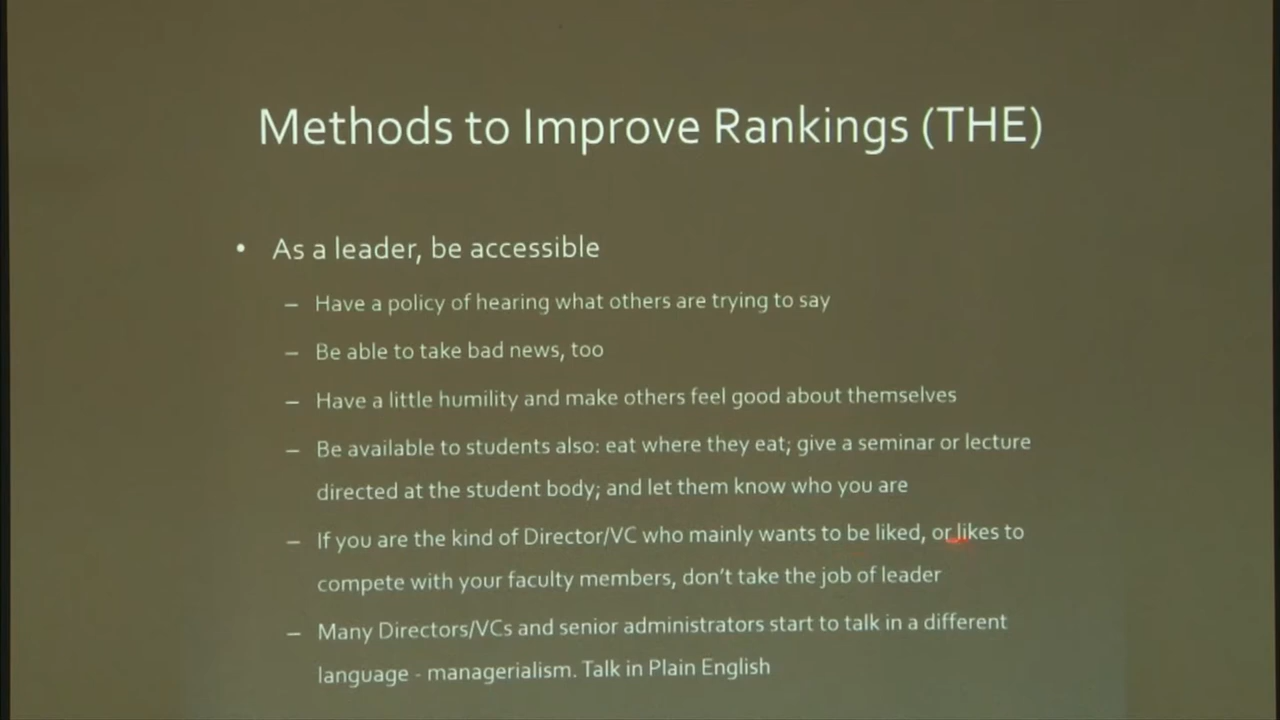 Methods to Improve Rankings (THE)
• As a leader, be accessible
– Have a policy of hearing what others are trying to say
– Be able to take bad news, too
– Have a little humility and make others feel good about themselves
– Be available to students also: eat where they eat; give a seminar or lecture
directed at the student body; and let them know who you are
– If you are the kind of Director/VC who mainly wants to be liked, or likes to
compete with your faculty members, don't take the job of leader
– Many Directors/VCs and senior administrators start to talk in a different
language - managerialism. Talk in Plain English